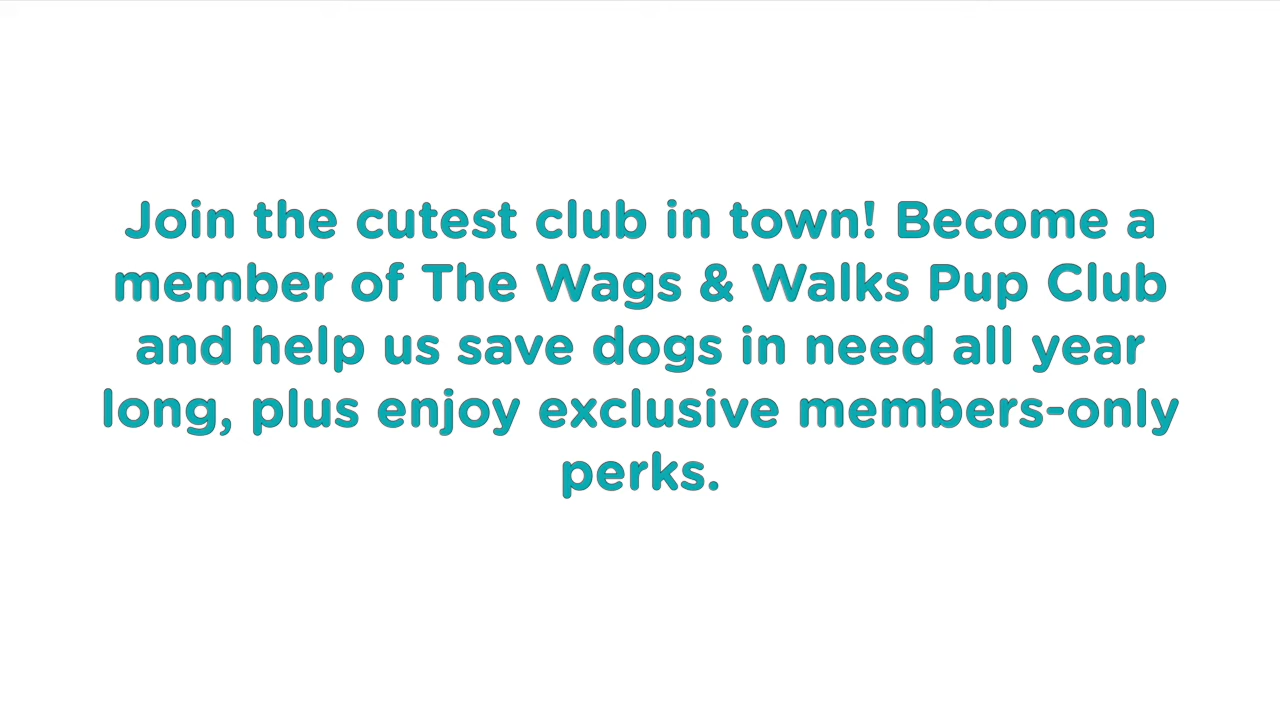 Join the cutest club in town! Become a
member of The Wags & Walks Pup Club
and help us save dogs in need all year
long, plus enjoy exclusive members-only
perks.